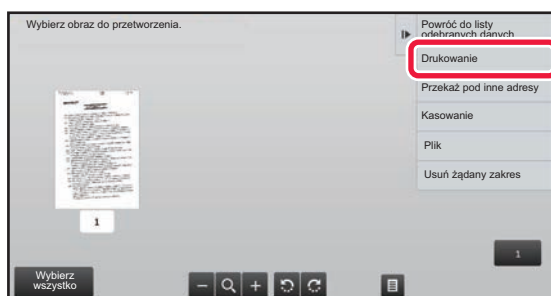 Wybierz obraz do przetworzenia.
Powróć do listy
odebranych danych
Drukowanie
Przekaż pod inne adresy
Kasowanie
Plik
Usuń żądany zakres
1
1
Wybierz
wszystko